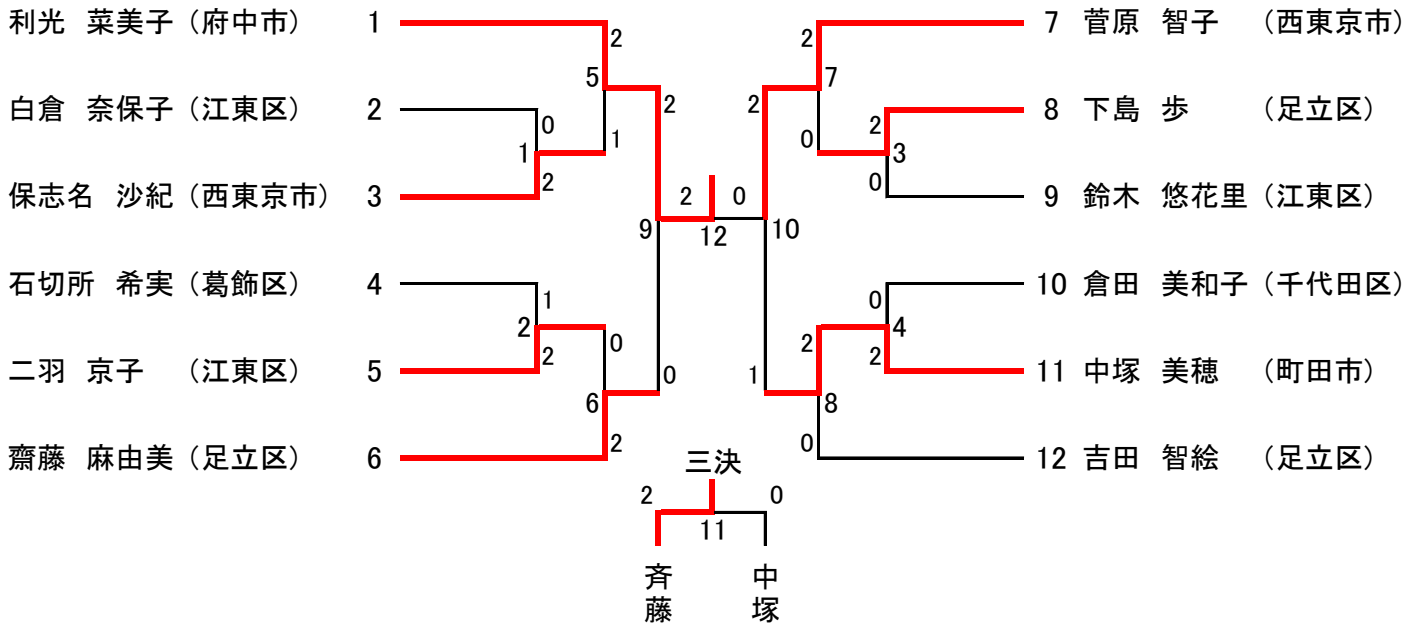 利光 菜美子（府中市） 1
2
2
7 菅原 智子 （西東京市）
5
2
2
7
白倉 奈保子（江東区） 2
0
1
0
2
8 下島 歩 （足立区）
1
3
2
0
保志名 沙紀（西東京市） 3
2
0
9 鈴木 悠花里（江東区）
9
12
10
石切所 希実（葛飾区） 4
1
0
10 倉田 美和子（千代田区）
2
4
2
0
2
2
二羽 京子 （江東区） 5
0
1
11 中塚 美穂 （町田市）
6
8
2
0
齋藤 麻由美（足立区） 6
12 吉田 智絵 （足立区）
三決
2
0
11
斉藤
中塚